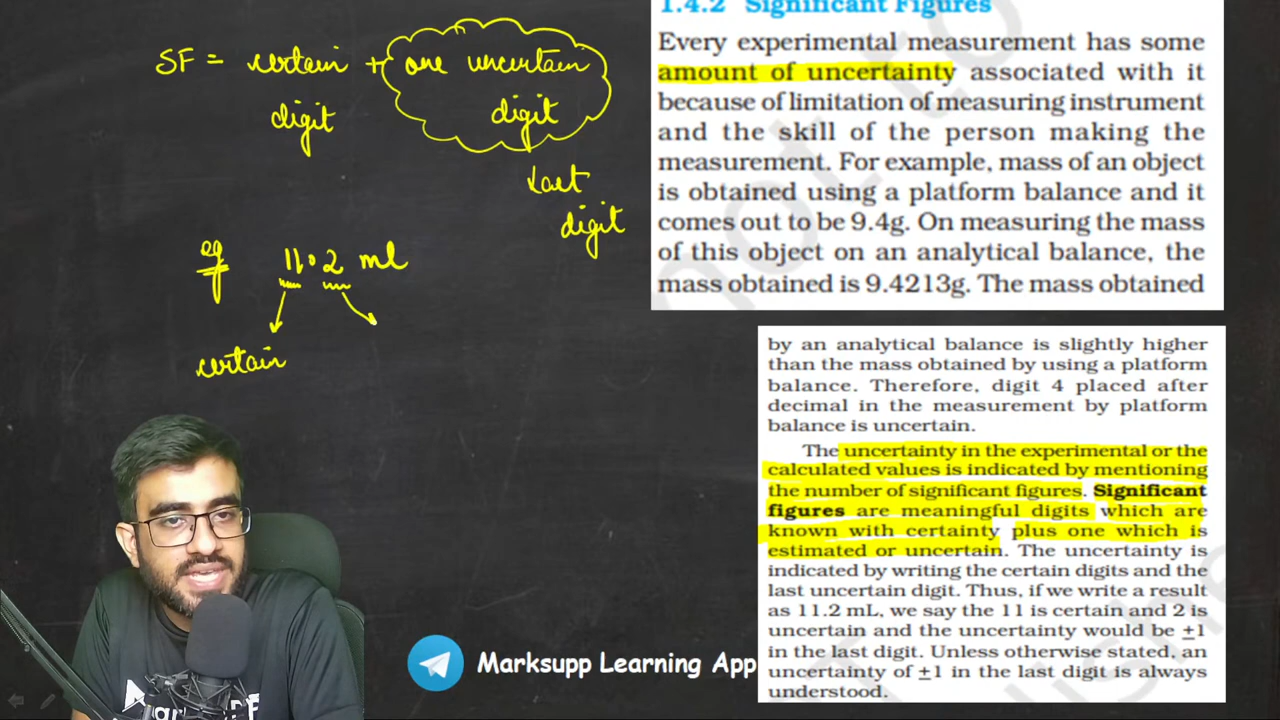 SF = certain + one uncertain
digit digit
Last
digit
eg 11.2 ml
certain
1.4.2 Significant Figures
Every experimental measurement has some
amount of uncertainty associated with it
because of limitation of measuring instrument
and the skill of the person making the
measurement. For example, mass of an object
is obtained using a platform balance and it
comes out to be 9.4g. On measuring the mass
of this object on an analytical balance, the
mass obtained is 9.4213g. The mass obtained
by an analytical balance is slightly higher
than the mass obtained by using a platform
balance. Therefore, digit 4 placed after
decimal in the measurement by platform
balance is uncertain.
The uncertainty in the experimental or the
calculated values is indicated by mentioning
the number of significant figures. Significant
figures are meaningful digits which are
known with certainty plus one which is
estimated or uncertain. The uncertainty is
indicated by writing the certain digits and the
last uncertain digit. Thus, if we write a result
as 11.2 mL, we say the 11 is certain and 2 is
uncertain and the uncertainty would be ±1
in the last digit. Unless otherwise stated, an
uncertainty of ±1 in the last digit is always
understood.
Marksupp Learning App